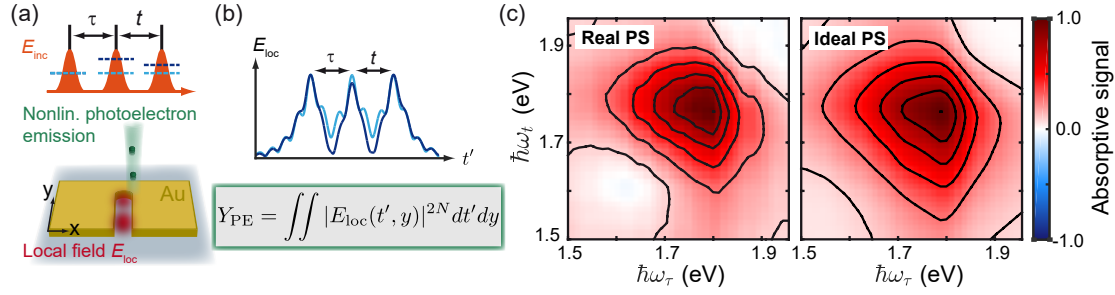 (a)
τ
t
E_inc
Nonlin. photoelectron
emission
Au
y
x
Local field E_loc
(b)
E_loc
τ
t
t'
Y_PE = ∬ |E_loc(t', y)|^{2N} dt' dy
(c)
Real PS
Ideal PS
ħω_t (eV)
1.9
1.7
1.5
1.5
1.7
1.9
ħω_τ (eV)
1.5
1.7
1.9
ħω_τ (eV)
1.0
0.0
-1.0
Absorptive signal